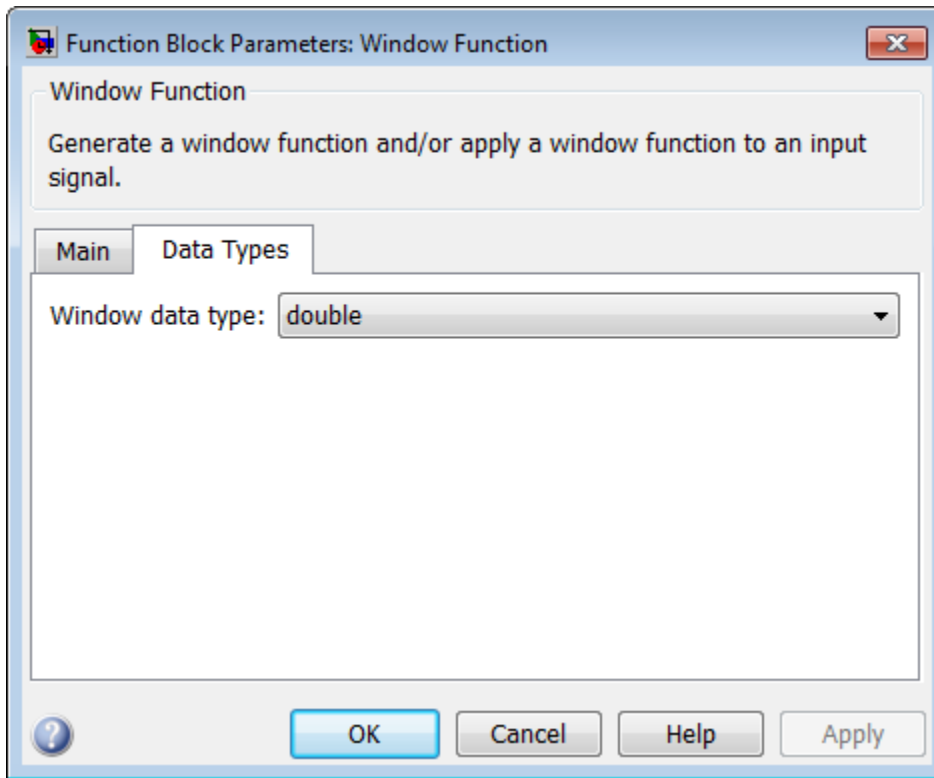 Function Block Parameters: Window Function
Window Function
Generate a window function and/or apply a window function to an input
signal.
Main Data Types
Window data type: double
? OK Cancel Help Apply